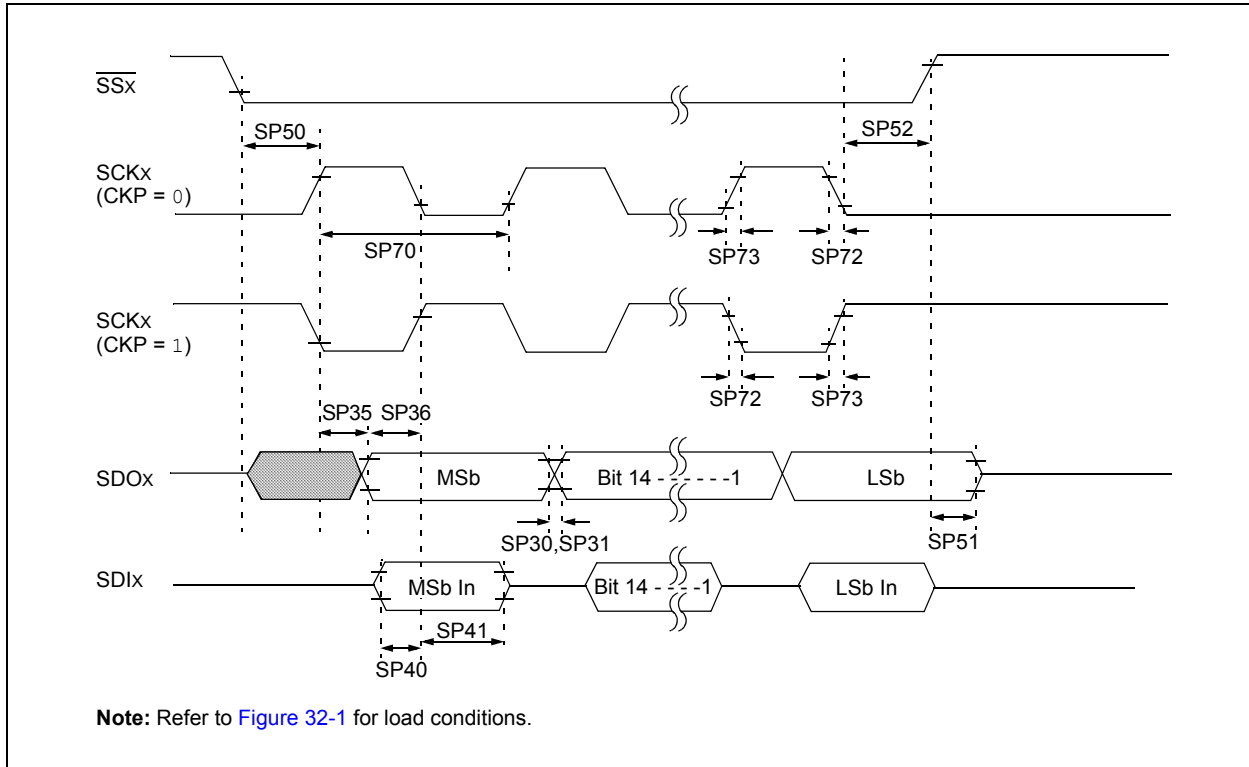 SSx
SP50
SP52
SCKx
(CKP = 0)
SP70
SP73
SP72
SCKx
(CKP = 1)
SP72
SP73
SP35
SP36
SDOx
MSb
Bit 14 - - - - - -1
LSb
SP30,SP31
SP51
SDIx
MSb In
Bit 14 - - - -1
LSb In
SP41
SP40
Note: Refer to Figure 32-1 for load conditions.